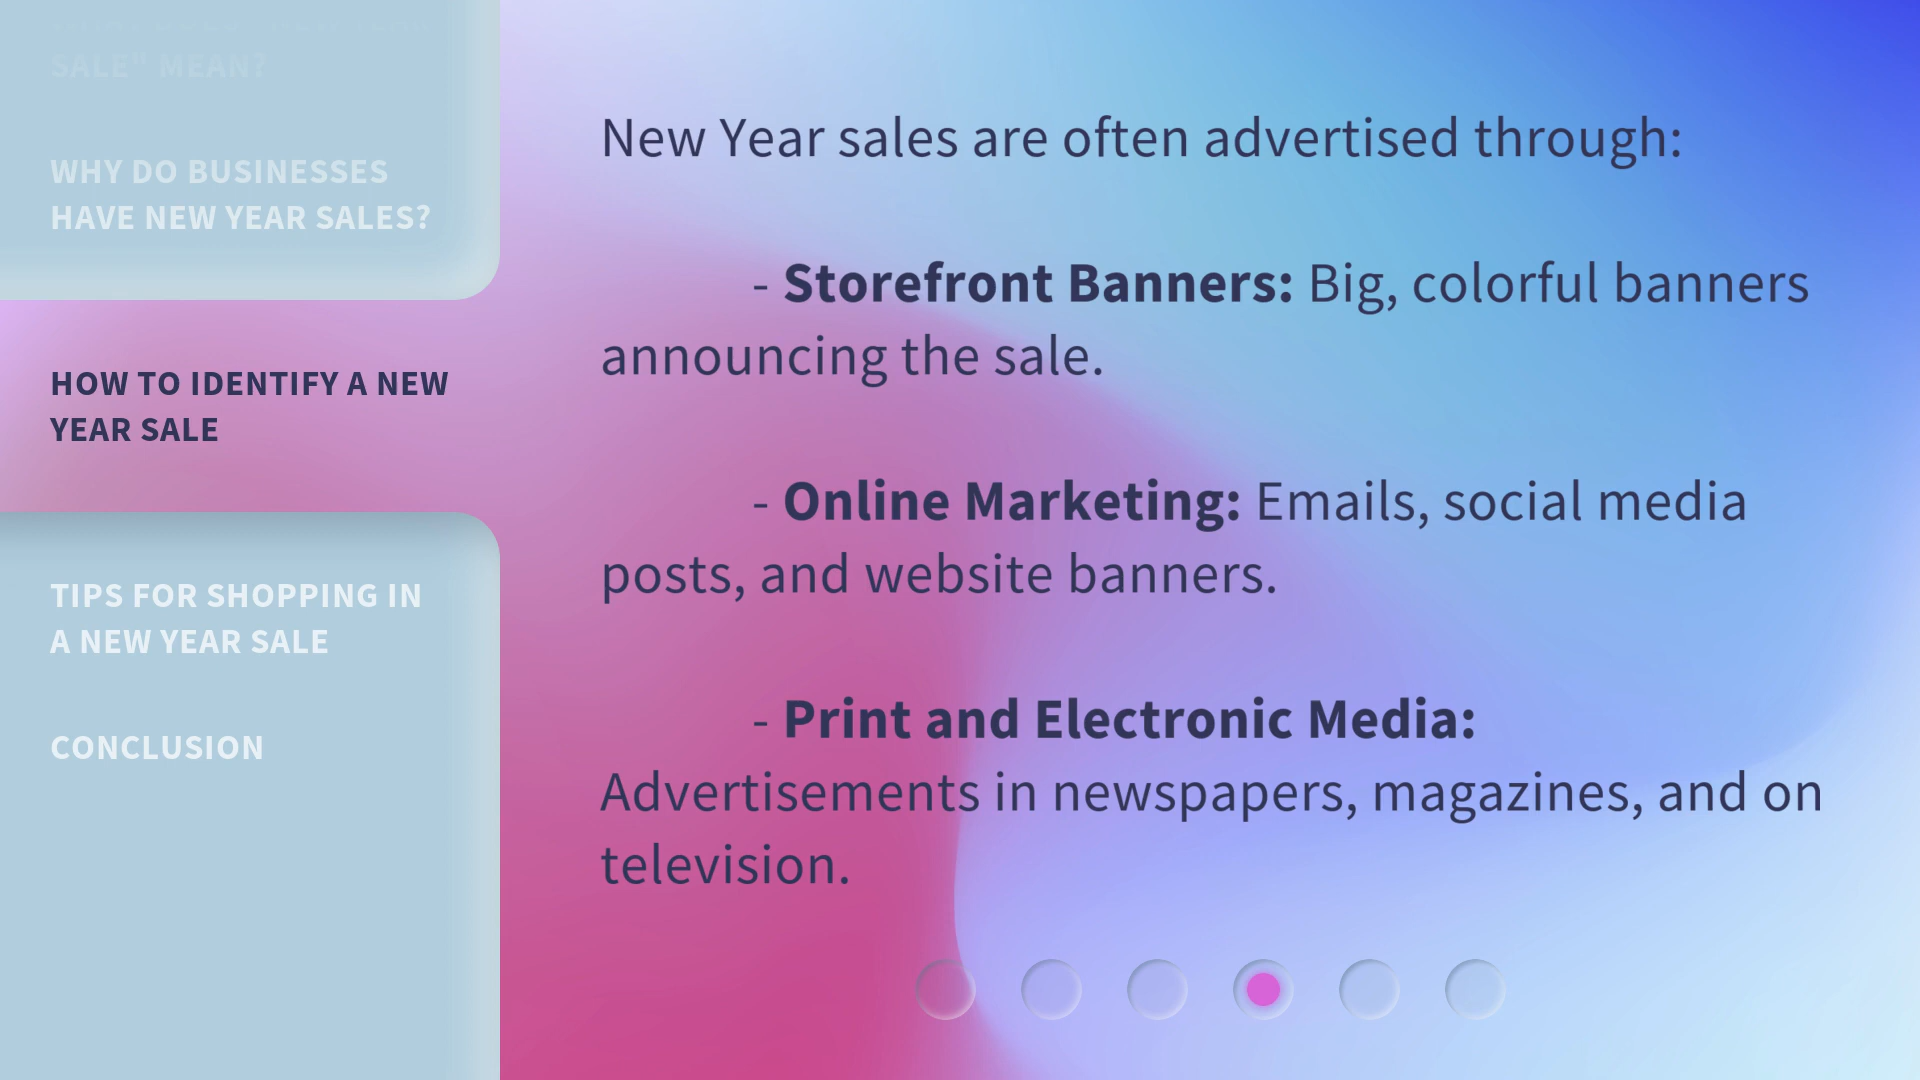 SALE" MEAN?
WHY DO BUSINESSES
HAVE NEW YEAR SALES?
HOW TO IDENTIFY A NEW
YEAR SALE
TIPS FOR SHOPPING IN
A NEW YEAR SALE
CONCLUSION
New Year sales are often advertised through:
- Storefront Banners: Big, colorful banners
announcing the sale.
- Online Marketing: Emails, social media
posts, and website banners.
- Print and Electronic Media:
Advertisements in newspapers, magazines, and on
television.